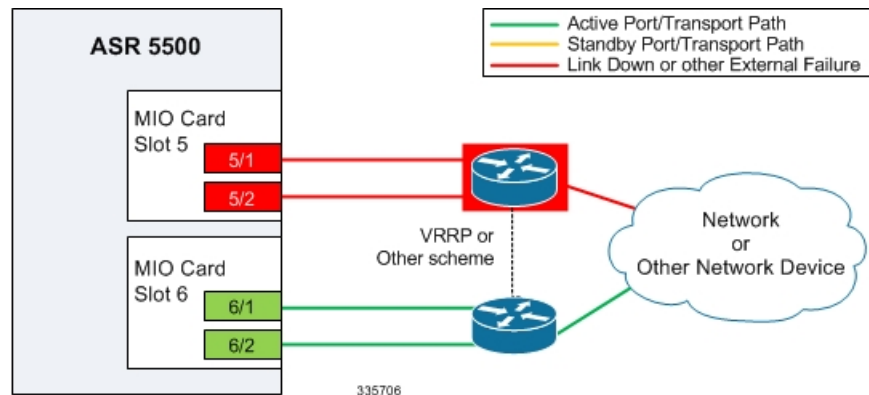 ASR 5500
Active Port/Transport Path
Standby Port/Transport Path
Link Down or other External Failure
MIO Card
Slot 5
5/1
5/2
VRRP or
Other scheme
Network
or
Other Network Device
MIO Card
Slot 6
6/1
6/2
335706